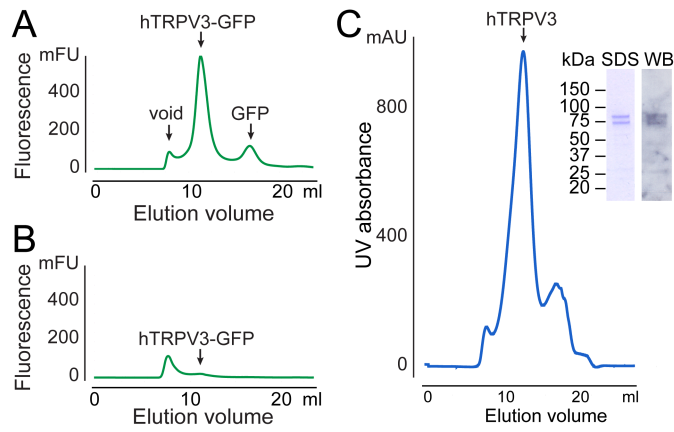 A
hTRPV3-GFP
mFU
Fluorescence
400
200
0
void
GFP
0 10 20 ml
Elution volume
B
mFU
Fluorescence
400
200
0
hTRPV3-GFP
0 10 20 ml
Elution volume
C
hTRPV3
mAU
UV absorbance
800
400
0
0 10 20 ml
Elution volume
kDa SDS WB
150
100
75
50
37
25
20